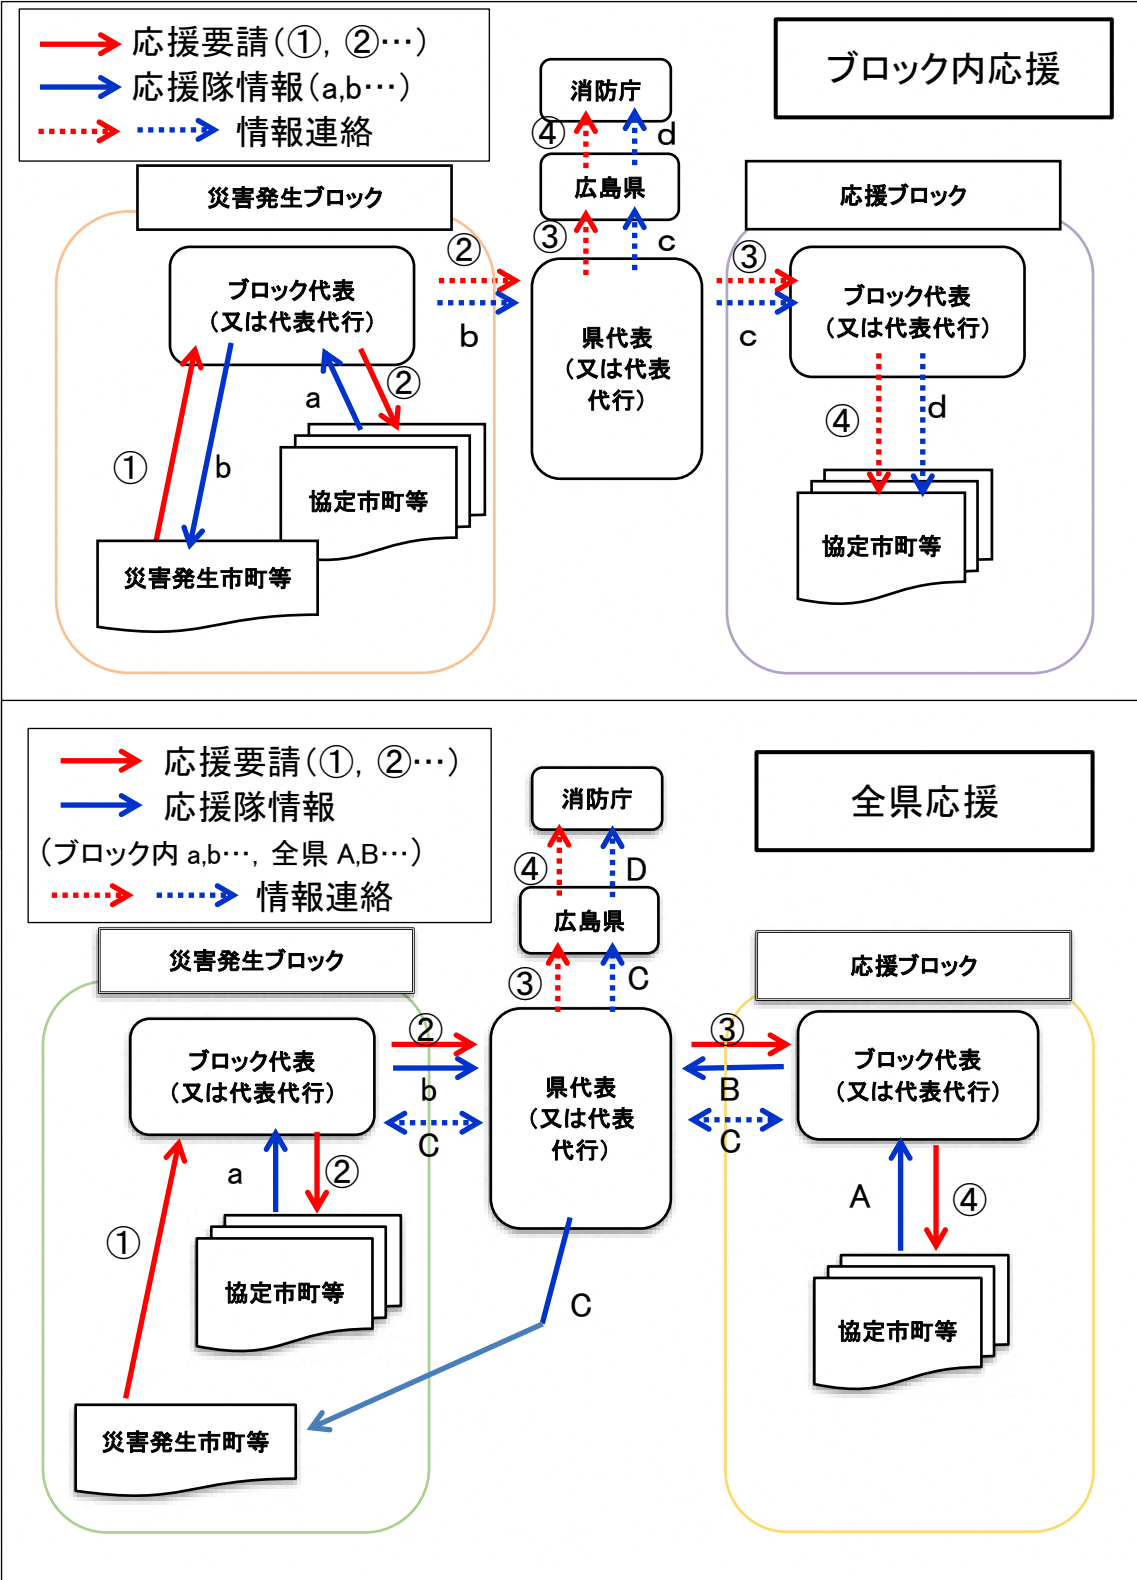 応援要請(①, ②…)
応援隊情報(a,b…)
情報連絡
ブロック内応援
消防庁
④
d
広島県
③
c
災害発生ブロック
ブロック代表
(又は代表代行)
②
b
県代表
(又は代表
代行)
①
b
a
②
協定市町等
災害発生市町等
応援ブロック
③
c
ブロック代表
(又は代表代行)
④
d
協定市町等
応援要請(①, ②…)
応援隊情報
(ブロック内 a,b…, 全県 A,B…)
情報連絡
全県応援
消防庁
④
D
広島県
③
C
災害発生ブロック
ブロック代表
(又は代表代行)
②
b
C
県代表
(又は代表
代行)
①
a
②
協定市町等
C
災害発生市町等
応援ブロック
③
B
C
ブロック代表
(又は代表代行)
A
④
協定市町等